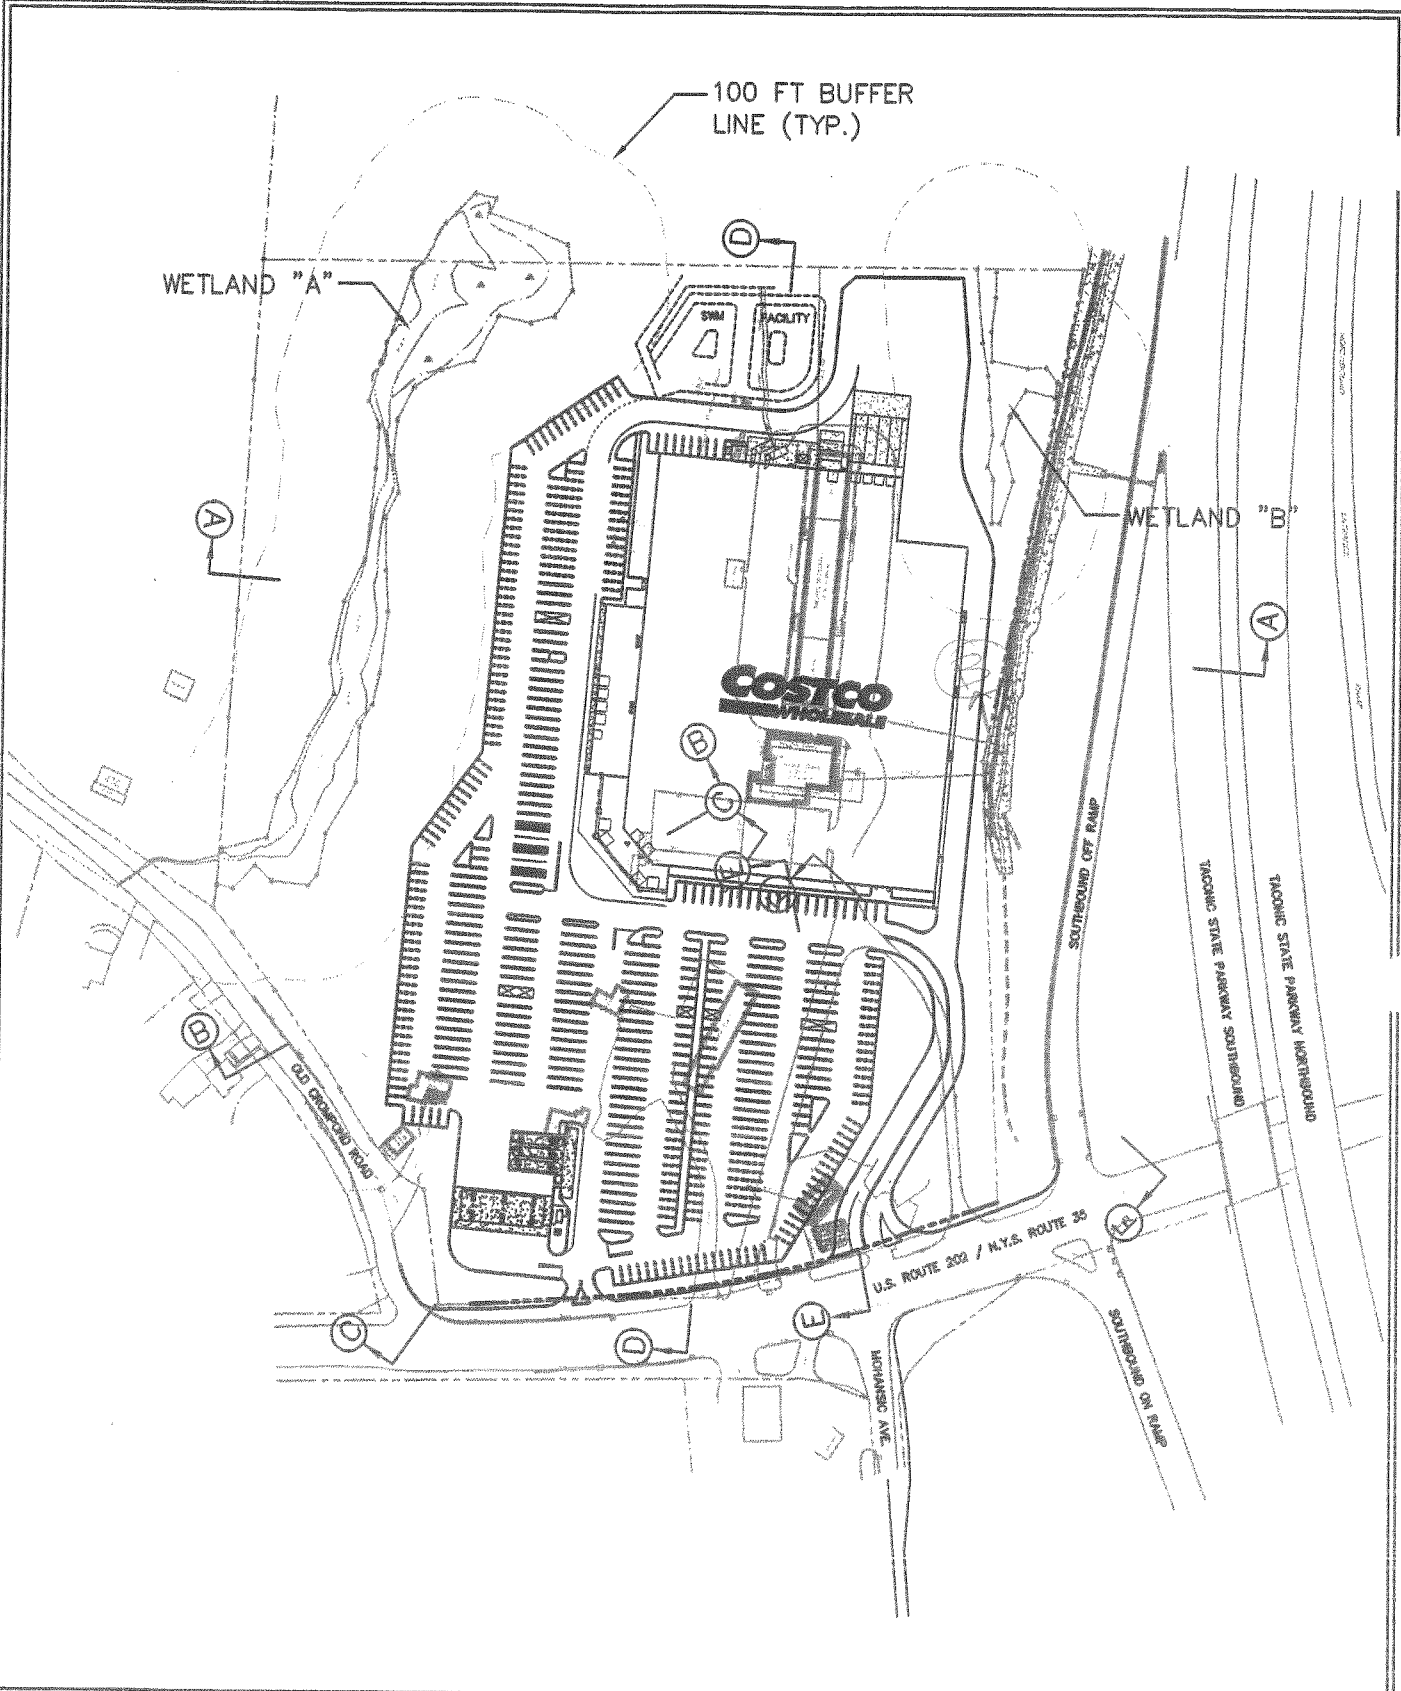 100 FT BUFFER
LINE (TYP.)
D
WETLAND "A"
SWM FACILITY
A
WETLAND "B"
A
COSTCO
WHOLESALE
B
C
F
E
SOUTHBOUND OFF RAMP
TACONIC STATE PARKWAY SOUTHBOUND
TACONIC STATE PARKWAY NORTHBOUND
B
OLD CROMPOND ROAD
F
U.S. ROUTE 202 / N.Y.S. ROUTE 35
C
D
E
MOHANSIC AVE.
SOUTHBOUND ON RAMP